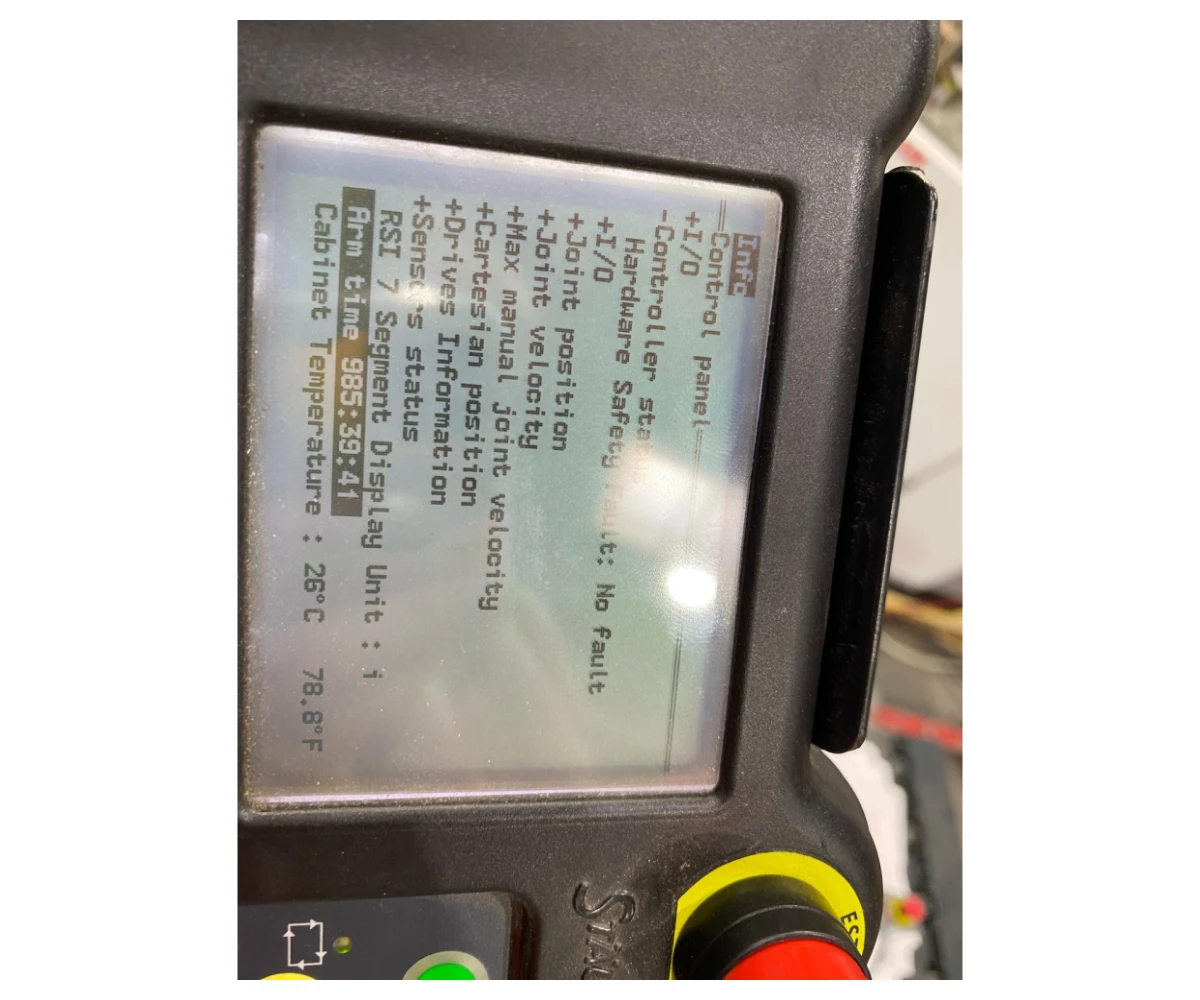 Info
Control panel
+I/O
-Controller status
Hardware Safety Fault: No fault
+I/O
+Joint position
+Joint velocity
+Max manual joint velocity
+Cartesian position
+Drives Information
+Sensors status
RSI 7 Segment Display Unit : i
Arm time 985:39:41
Cabinet Temperature : 26°C 78.8°F